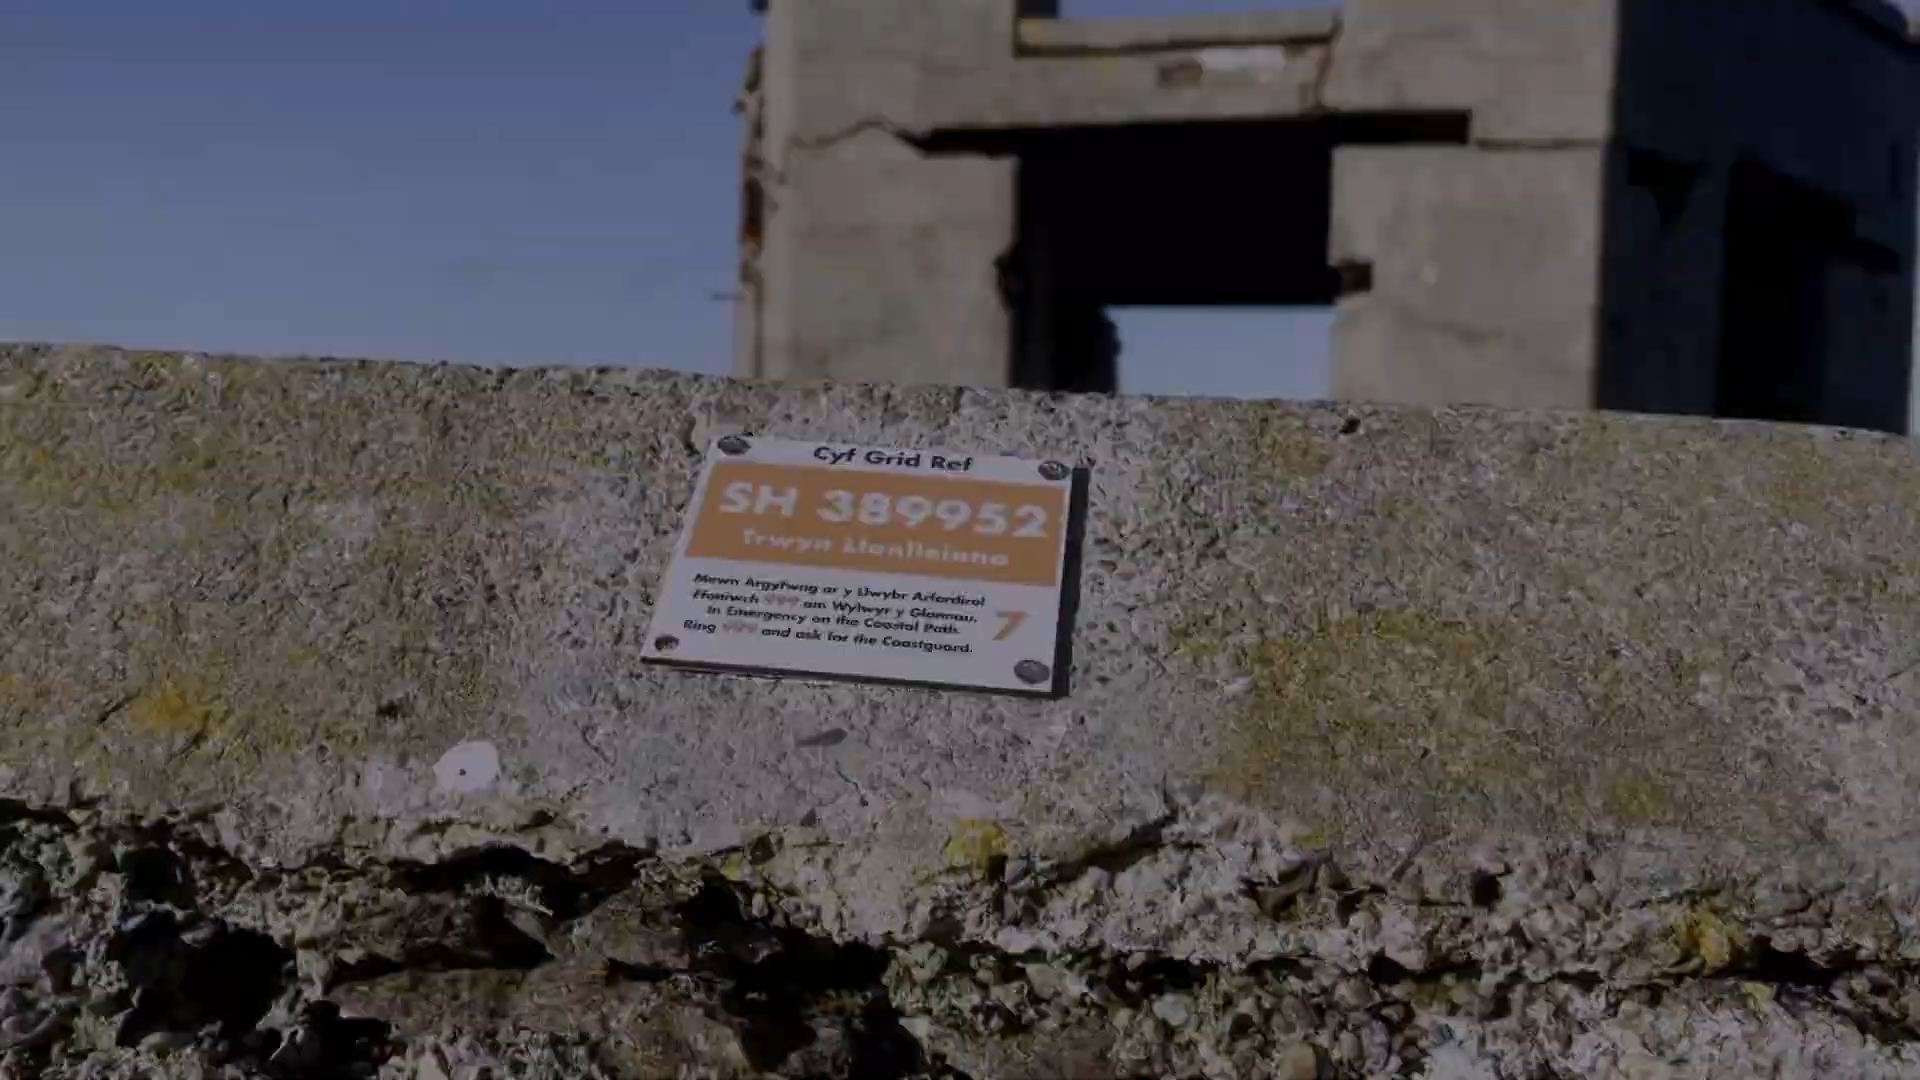 Cyf Grid Ref
SH 389952
Trwyn Llanlleiana
Mewn Argyfwng ar y Llwybr Arfordirol
Ffoniwch 999 am Wylwyr y Glannau.
In Emergency on the Coastal Path.
Ring 999 and ask for the Coastguard.
7